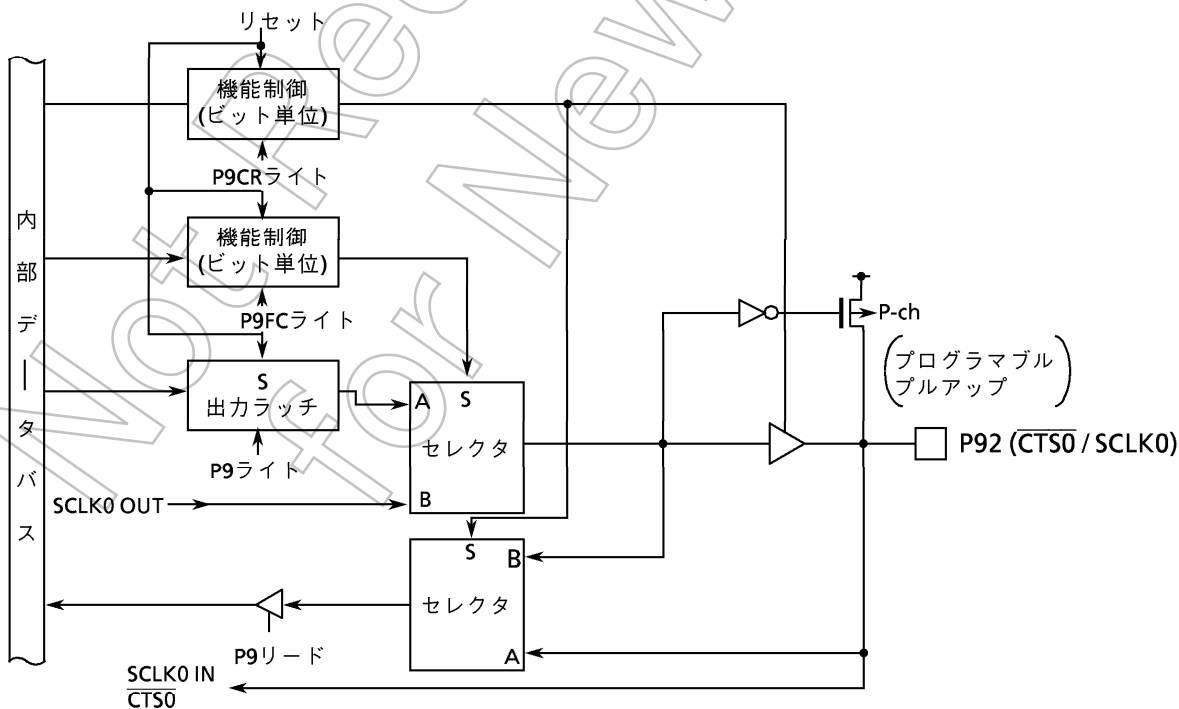 リセット
機能制御
(ビット単位)
P9CRライト
機能制御
(ビット単位)
P9FCライト
S
出力ラッチ
P9ライト
SCLK0 OUT
A S
セレクタ
B
S
B
セレクタ
A
P9リード
SCLK0 IN
CTS0
内部データバス
P-ch
(プログラマブル
プルアップ)
P92 (CTS0 / SCLK0)
Not Rec
for New